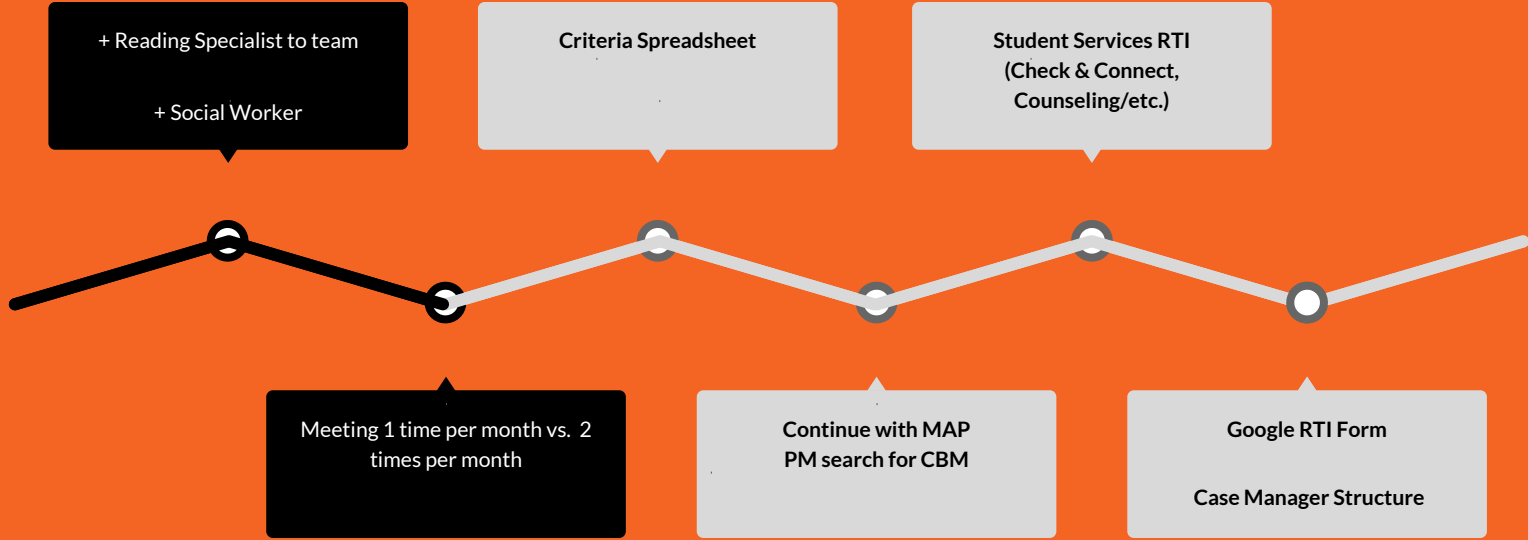 + Reading Specialist to team
+ Social Worker
Criteria Spreadsheet
Student Services RTI
(Check & Connect,
Counseling/etc.)
Meeting 1 time per month vs.  2
times per month
Continue with MAP
PM search for CBM
Google RTI Form
Case Manager Structure